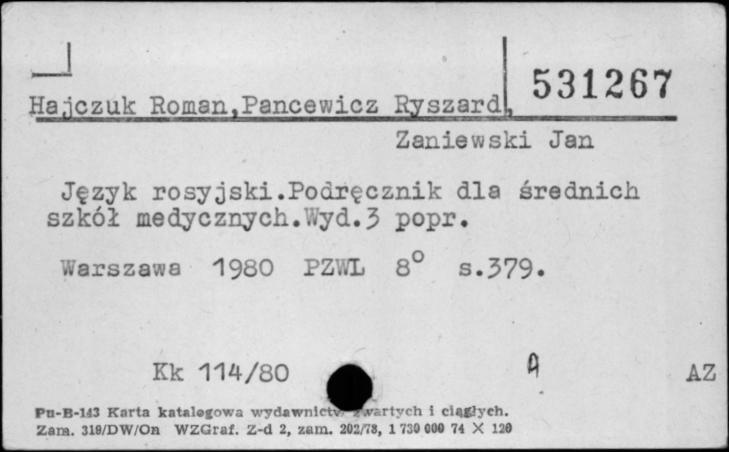 531267
Hajczuk Roman,Pancewicz Ryszard,
Zaniewski Jan
Język rosyjski.Podręcznik dla średnich
szkół medycznych.Wyd.3 popr.
Warszawa 1980 PZWL 8° s.379.
Kk 114/80 A AZ
Pu-B-143 Karta katalogowa wydawnictw zwartych i ciągłych.
Zam. 318/DW/On WZGraf. Z-d 2, zam. 202/78, 1 730 000 74 X 120